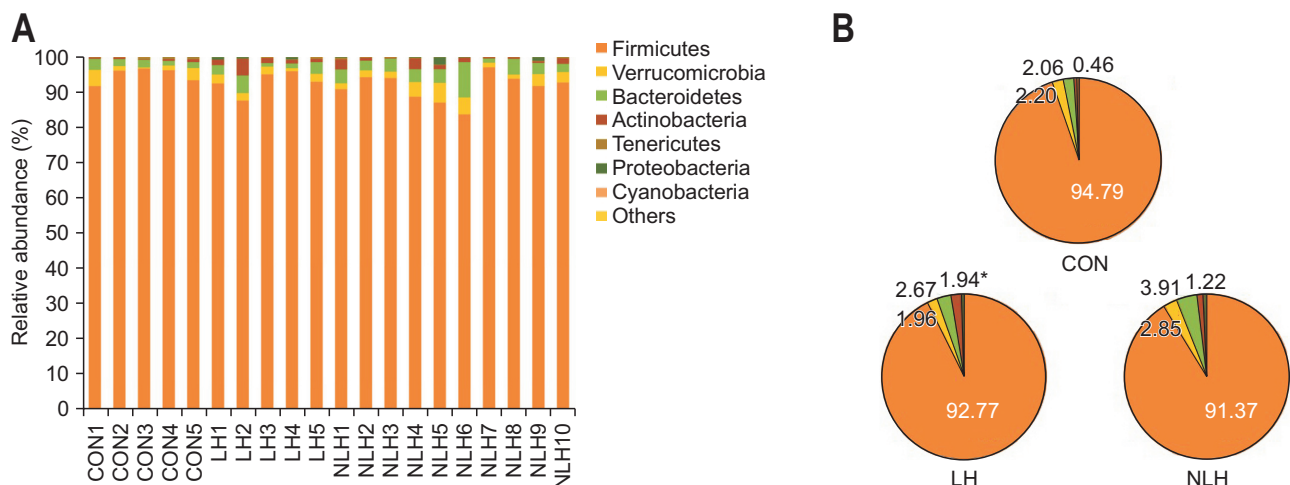 A
Relative abundance (%)
100
90
80
70
60
50
40
30
20
10
0
CON1
CON2
CON3
CON4
CON5
LH1
LH2
LH3
LH4
LH5
NLH1
NLH2
NLH3
NLH4
NLH5
NLH6
NLH7
NLH8
NLH9
NLH10
Firmicutes
Verrucomicrobia
Bacteroidetes
Actinobacteria
Tenericutes
Proteobacteria
Cyanobacteria
Others
B
2.06 0.46
2.20
94.79
CON
2.67 1.94*
1.96
92.77
LH
3.91 1.22
2.85
91.37
NLH